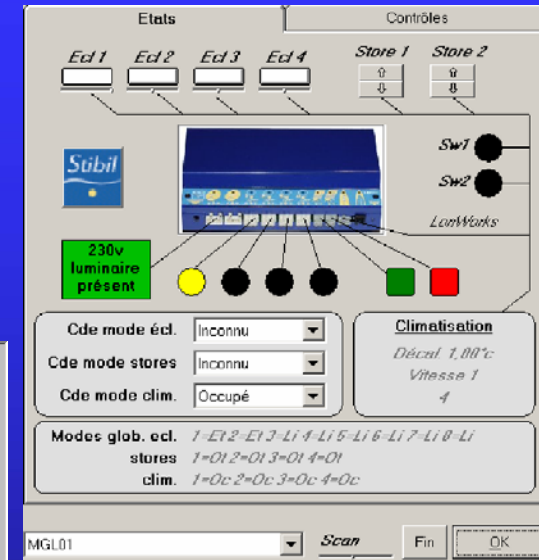 Etats Contrôles
Ecl 1 Ecl 2 Ecl 3 Ecl 4 Store 1 Store 2
Sw1
Stibil
Sw2
LonWorks
230v
luminaire
présent
Cde mode écl. Inconnu
Cde mode stores Inconnu
Cde mode clim. Occupé
Climatisation
Décal 1,00°c
Vitesse 1
4
Modes glob. ecl. 1=Et 2=Et 3=Li 4=Li 5=Li 6=Li 7=Li 8=Li
stores 1=Ot 2=Ot 3=Ot 4=Ot
clim. 1=Oc 2=Oc 3=Oc 4=Oc
MGL01 Scan Fin OK